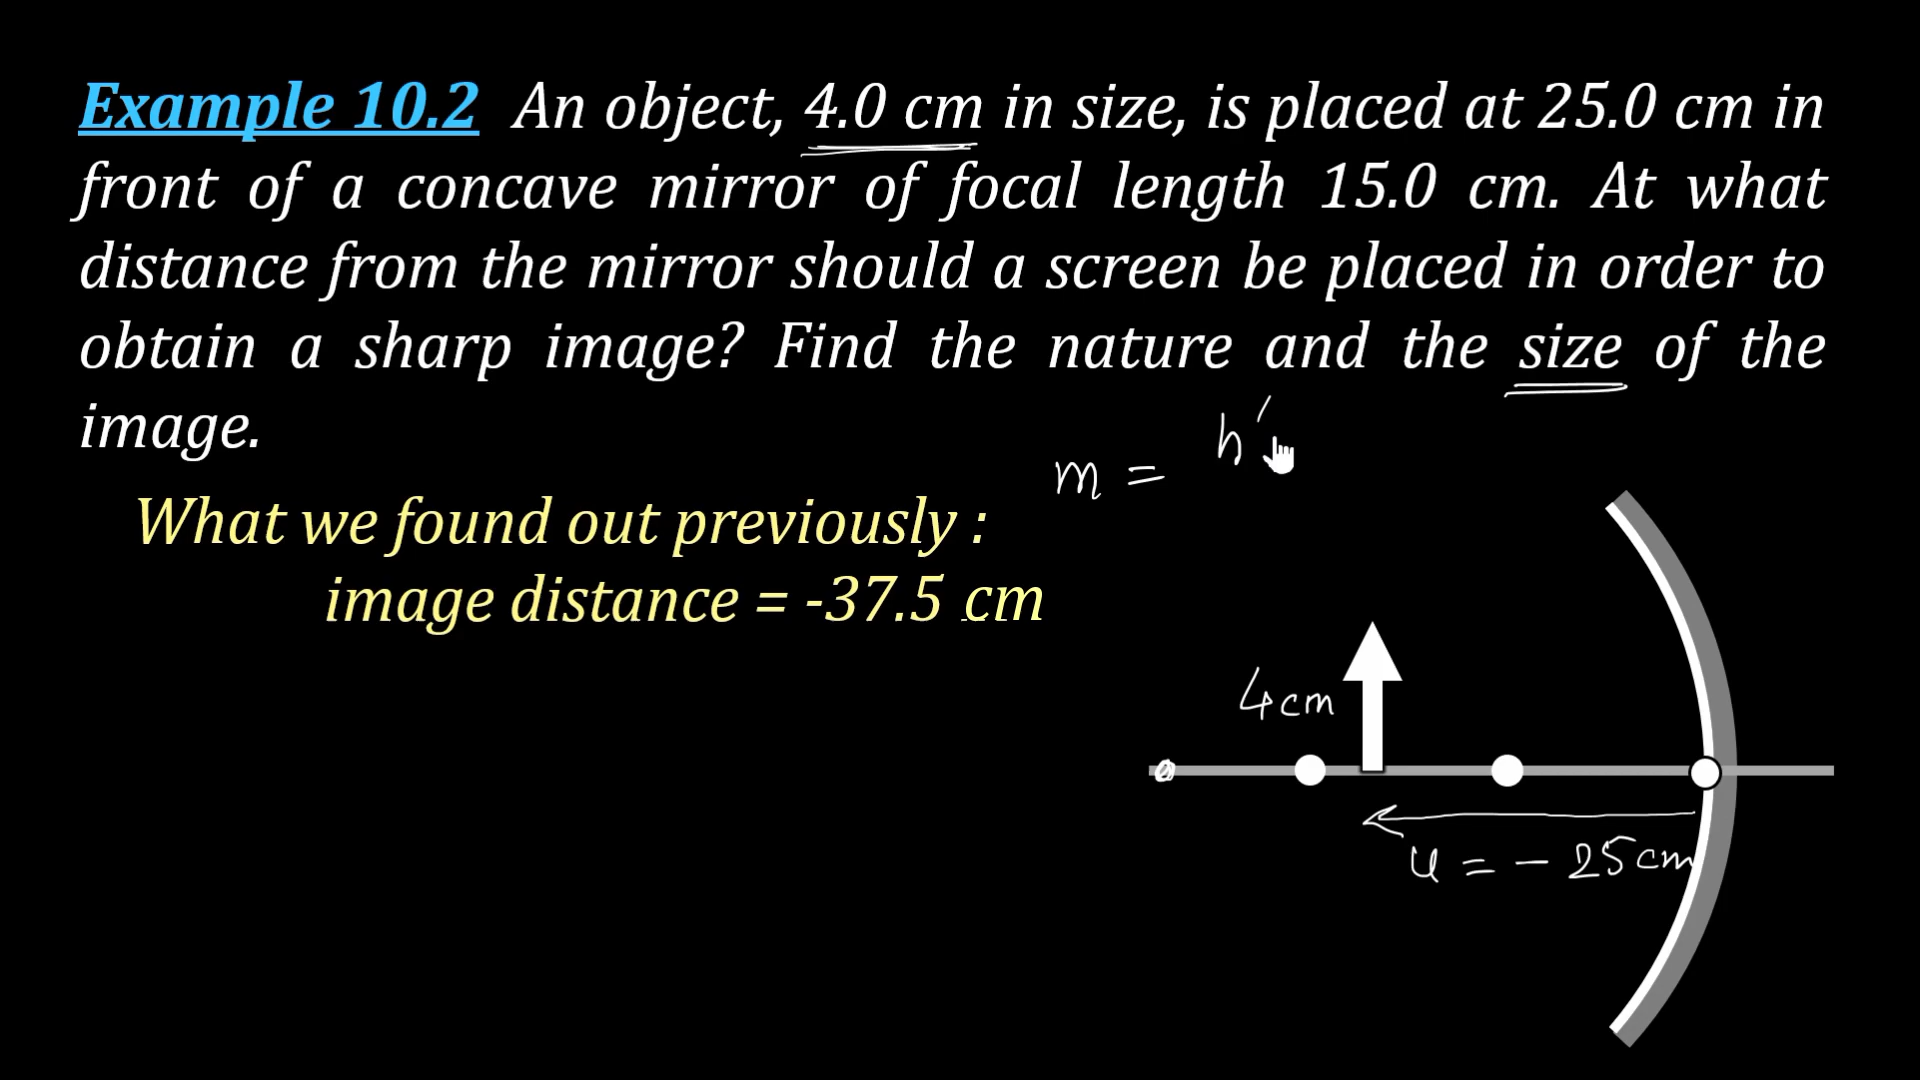 Example 10.2 An object, 4.0 cm in size, is placed at 25.0 cm in
front of a concave mirror of focal length 15.0 cm. At what
distance from the mirror should a screen be placed in order to
obtain a sharp image? Find the nature and the size of the
image.
m = h'
What we found out previously :
image distance = -37.5 cm
4cm
u = - 25cm